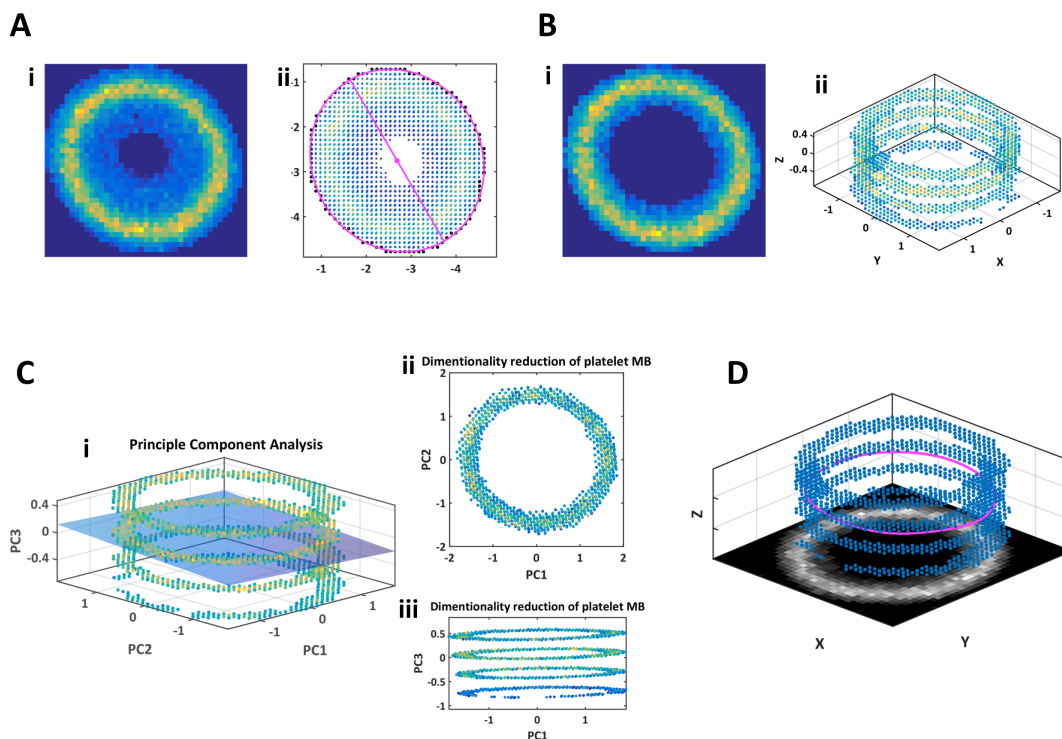 A
B
i
ii
-1
-2
-3
-4
-1 -2 -3 -4
i
ii
0.4
0
-0.4
Z
-1
0
1
Y
-1
0
1
X
C
i
Principle Component Analysis
0.4
0
-0.4
PC3
1
0
-1
PC2
-1
0
1
PC1
ii
Dimentionality reduction of platelet MB
2
1
0
-1
-2
PC2
-2 -1 0 1 2
PC1
iii
Dimentionality reduction of platelet MB
0.5
0
-0.5
-1
PC3
-1 0 1
PC1
D
Z
X
Y